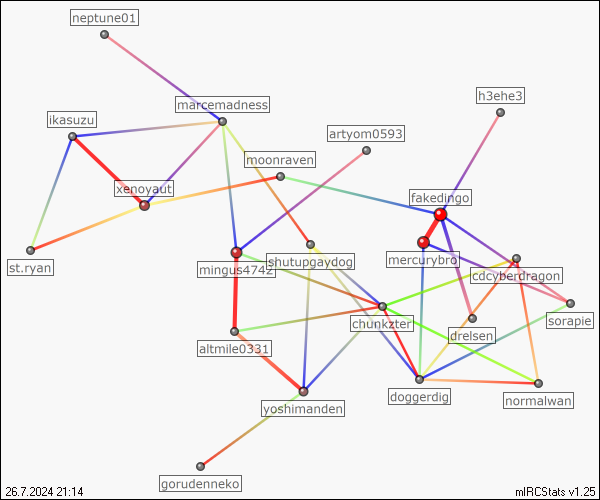 neptune01
h3ehe3
marcemadness
ikasuzu
artyom0593
moonraven
xenoyaut
fakedingo
mercurybro
shutupgaydog
st.ryan
mingus4742
cdcyberdragon
sorapie
chunkzter
drelsen
altmile0331
doggerdig
normalwan
yoshimanden
gorudenneko
26.7.2024 21:14
mIRCStats v1.25